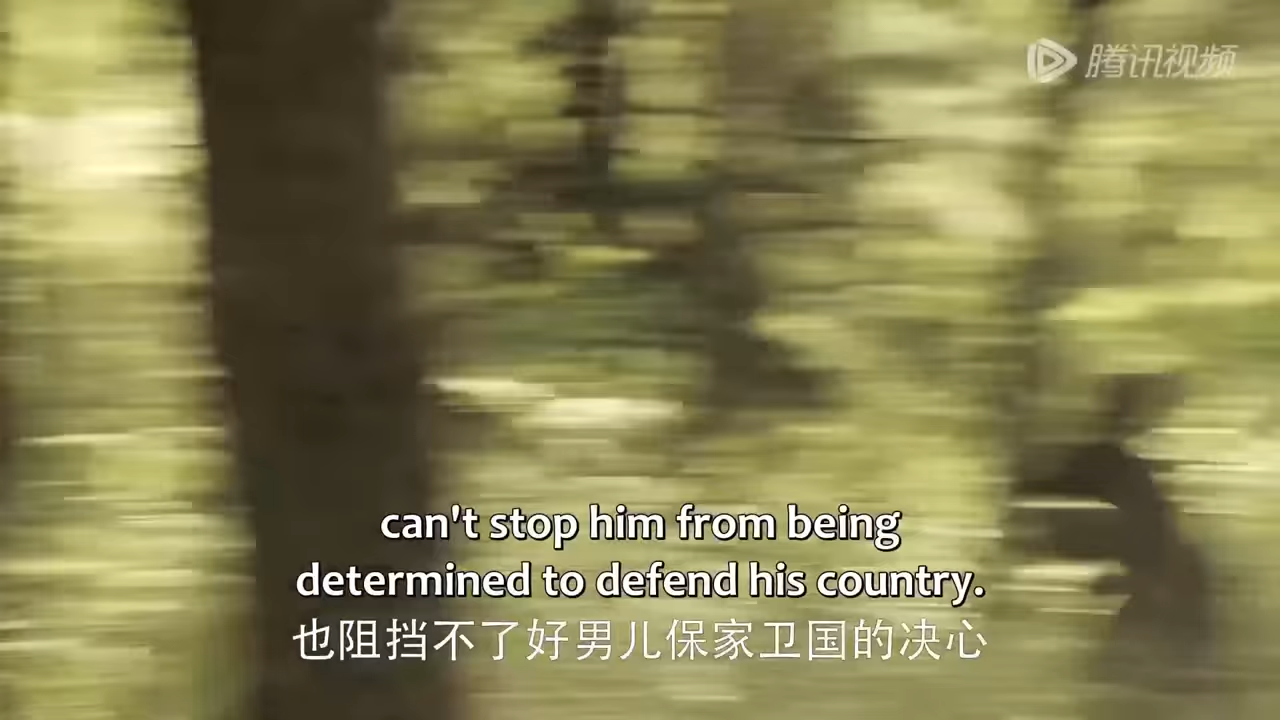 腾讯视频
can't stop him from being
determined to defend his country.
也阻挡不了好男儿保家卫国的决心